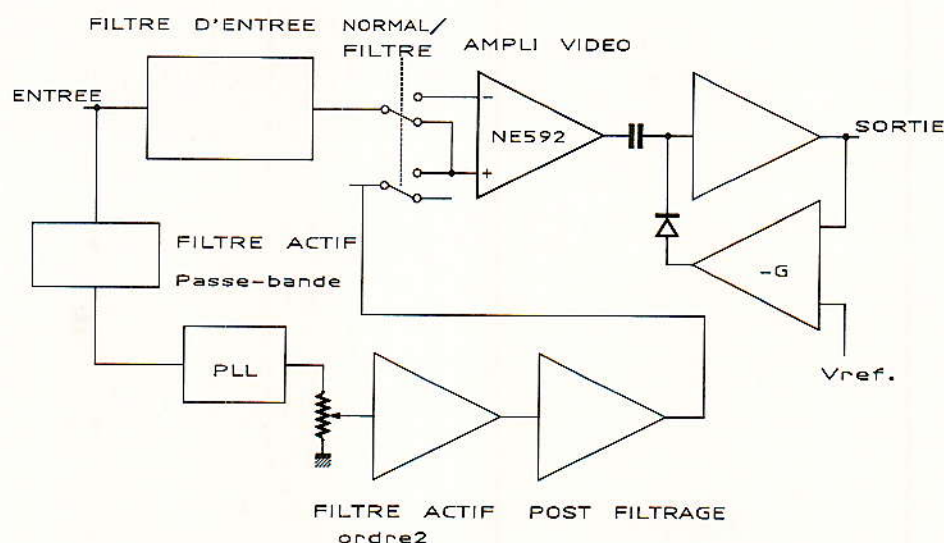 FILTRE D'ENTREE
NORMAL/
FILTRE
AMPLI VIDEO
ENTREE
-
NE592
+
SORTIE
FILTRE ACTIF
Passe-bande
-G
PLL
Vref.
FILTRE ACTIF
ordre2
POST FILTRAGE